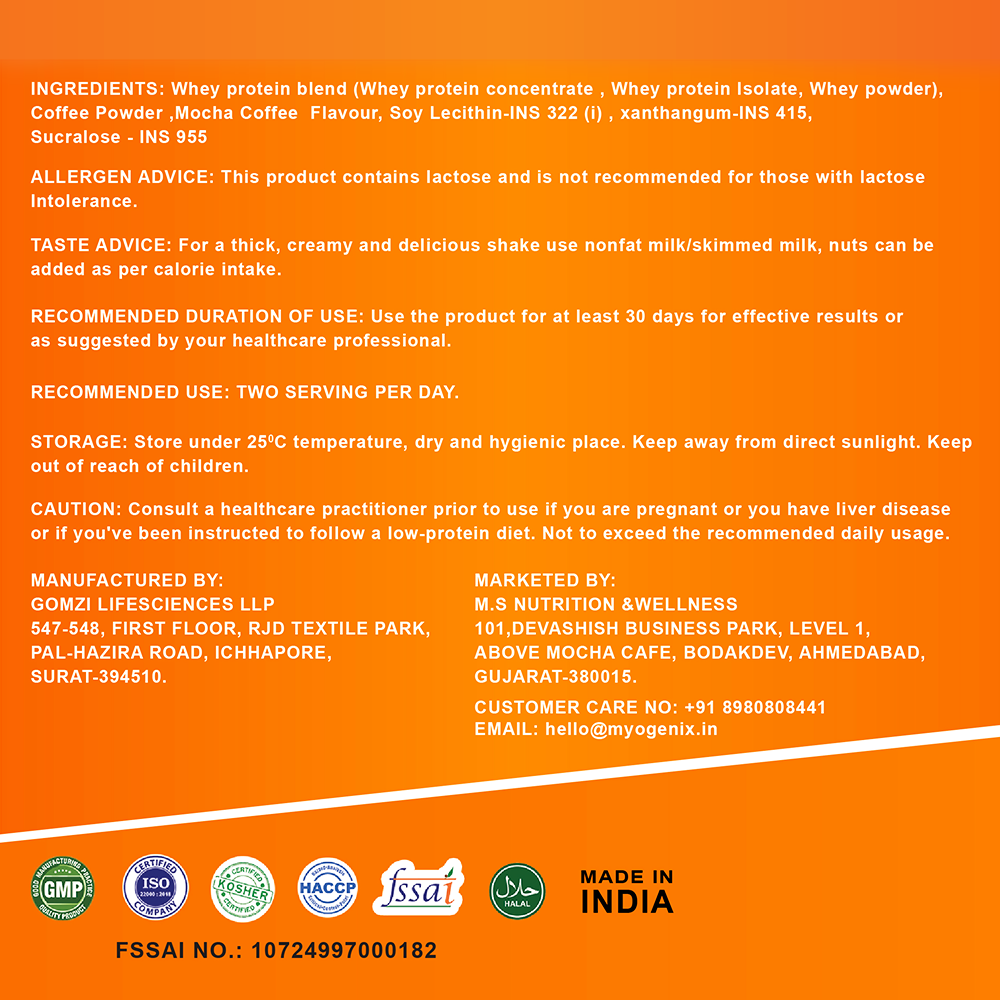 INGREDIENTS: Whey protein blend (Whey protein concentrate , Whey protein Isolate, Whey powder),
Coffee Powder ,Mocha Coffee  Flavour, Soy Lecithin-INS 322 (i) , xanthangum-INS 415,
Sucralose - INS 955
ALLERGEN ADVICE: This product contains lactose and is not recommended for those with lactose
Intolerance.
TASTE ADVICE: For a thick, creamy and delicious shake use nonfat milk/skimmed milk, nuts can be
added as per calorie intake.
RECOMMENDED DURATION OF USE: Use the product for at least 30 days for effective results or
as suggested by your healthcare professional.
RECOMMENDED USE: TWO SERVING PER DAY.
STORAGE: Store under 25⁰C temperature, dry and hygienic place. Keep away from direct sunlight. Keep
out of reach of children.
CAUTION: Consult a healthcare practitioner prior to use if you are pregnant or you have liver disease
or if you've been instructed to follow a low-protein diet. Not to exceed the recommended daily usage.
MANUFACTURED BY:
GOMZI LIFESCIENCES LLP
547-548, FIRST FLOOR, RJD TEXTILE PARK,
PAL-HAZIRA ROAD, ICHHAPORE,
SURAT-394510.
MARKETED BY:
M.S NUTRITION &WELLNESS
101,DEVASHISH BUSINESS PARK, LEVEL 1,
ABOVE MOCHA CAFE, BODAKDEV, AHMEDABAD,
GUJARAT-380015.
CUSTOMER CARE NO: +91 8980808441
EMAIL: hello@myogenix.in
GOOD MANUFACTURING PRACTICE
GMP
QUALITY PRODUCT
CERTIFIED
ISO
22000 : 2018
COMPANY
CERTIFIED
KOSHER
CERTIFIED
HACCP
fssai
حلال
HALAL
MADE IN
INDIA
FSSAI NO.: 10724997000182